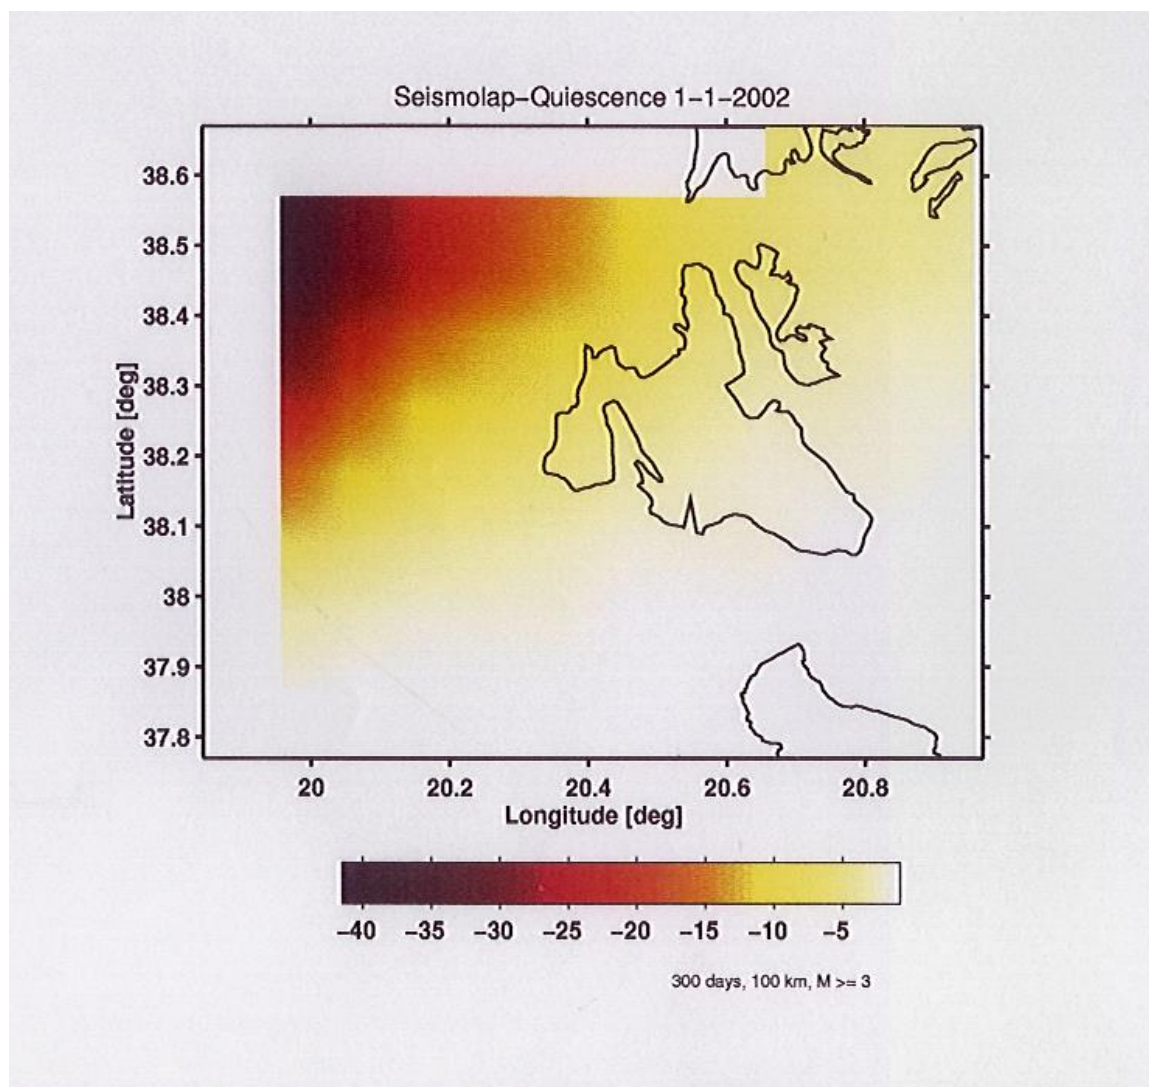 Seismolap-Quiescence 1-1-2002
38.6
38.5
38.4
38.3
38.2
38.1
38
37.9
37.8
Latitude [deg]
20 20.2 20.4 20.6 20.8
Longitude [deg]
-40 -35 -30 -25 -20 -15 -10 -5
300 days, 100 km, M >= 3